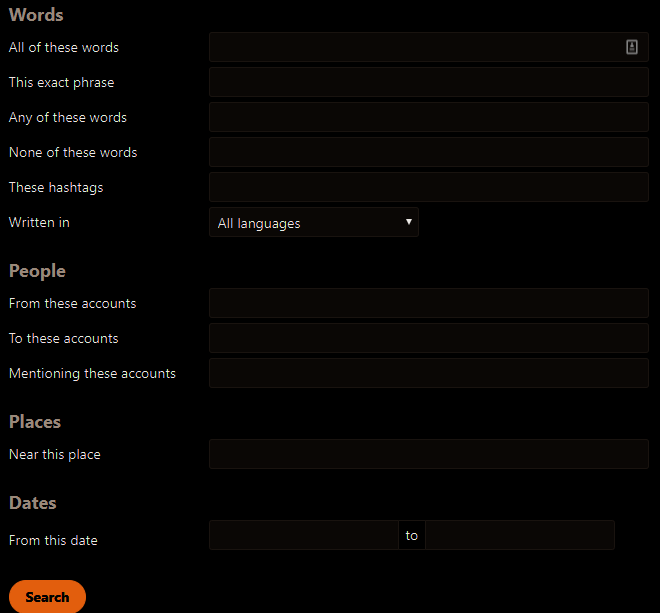 Words
All of these words
This exact phrase
Any of these words
None of these words
These hashtags
Written in All languages
People
From these accounts
To these accounts
Mentioning these accounts
Places
Near this place
Dates
From this date to
Search